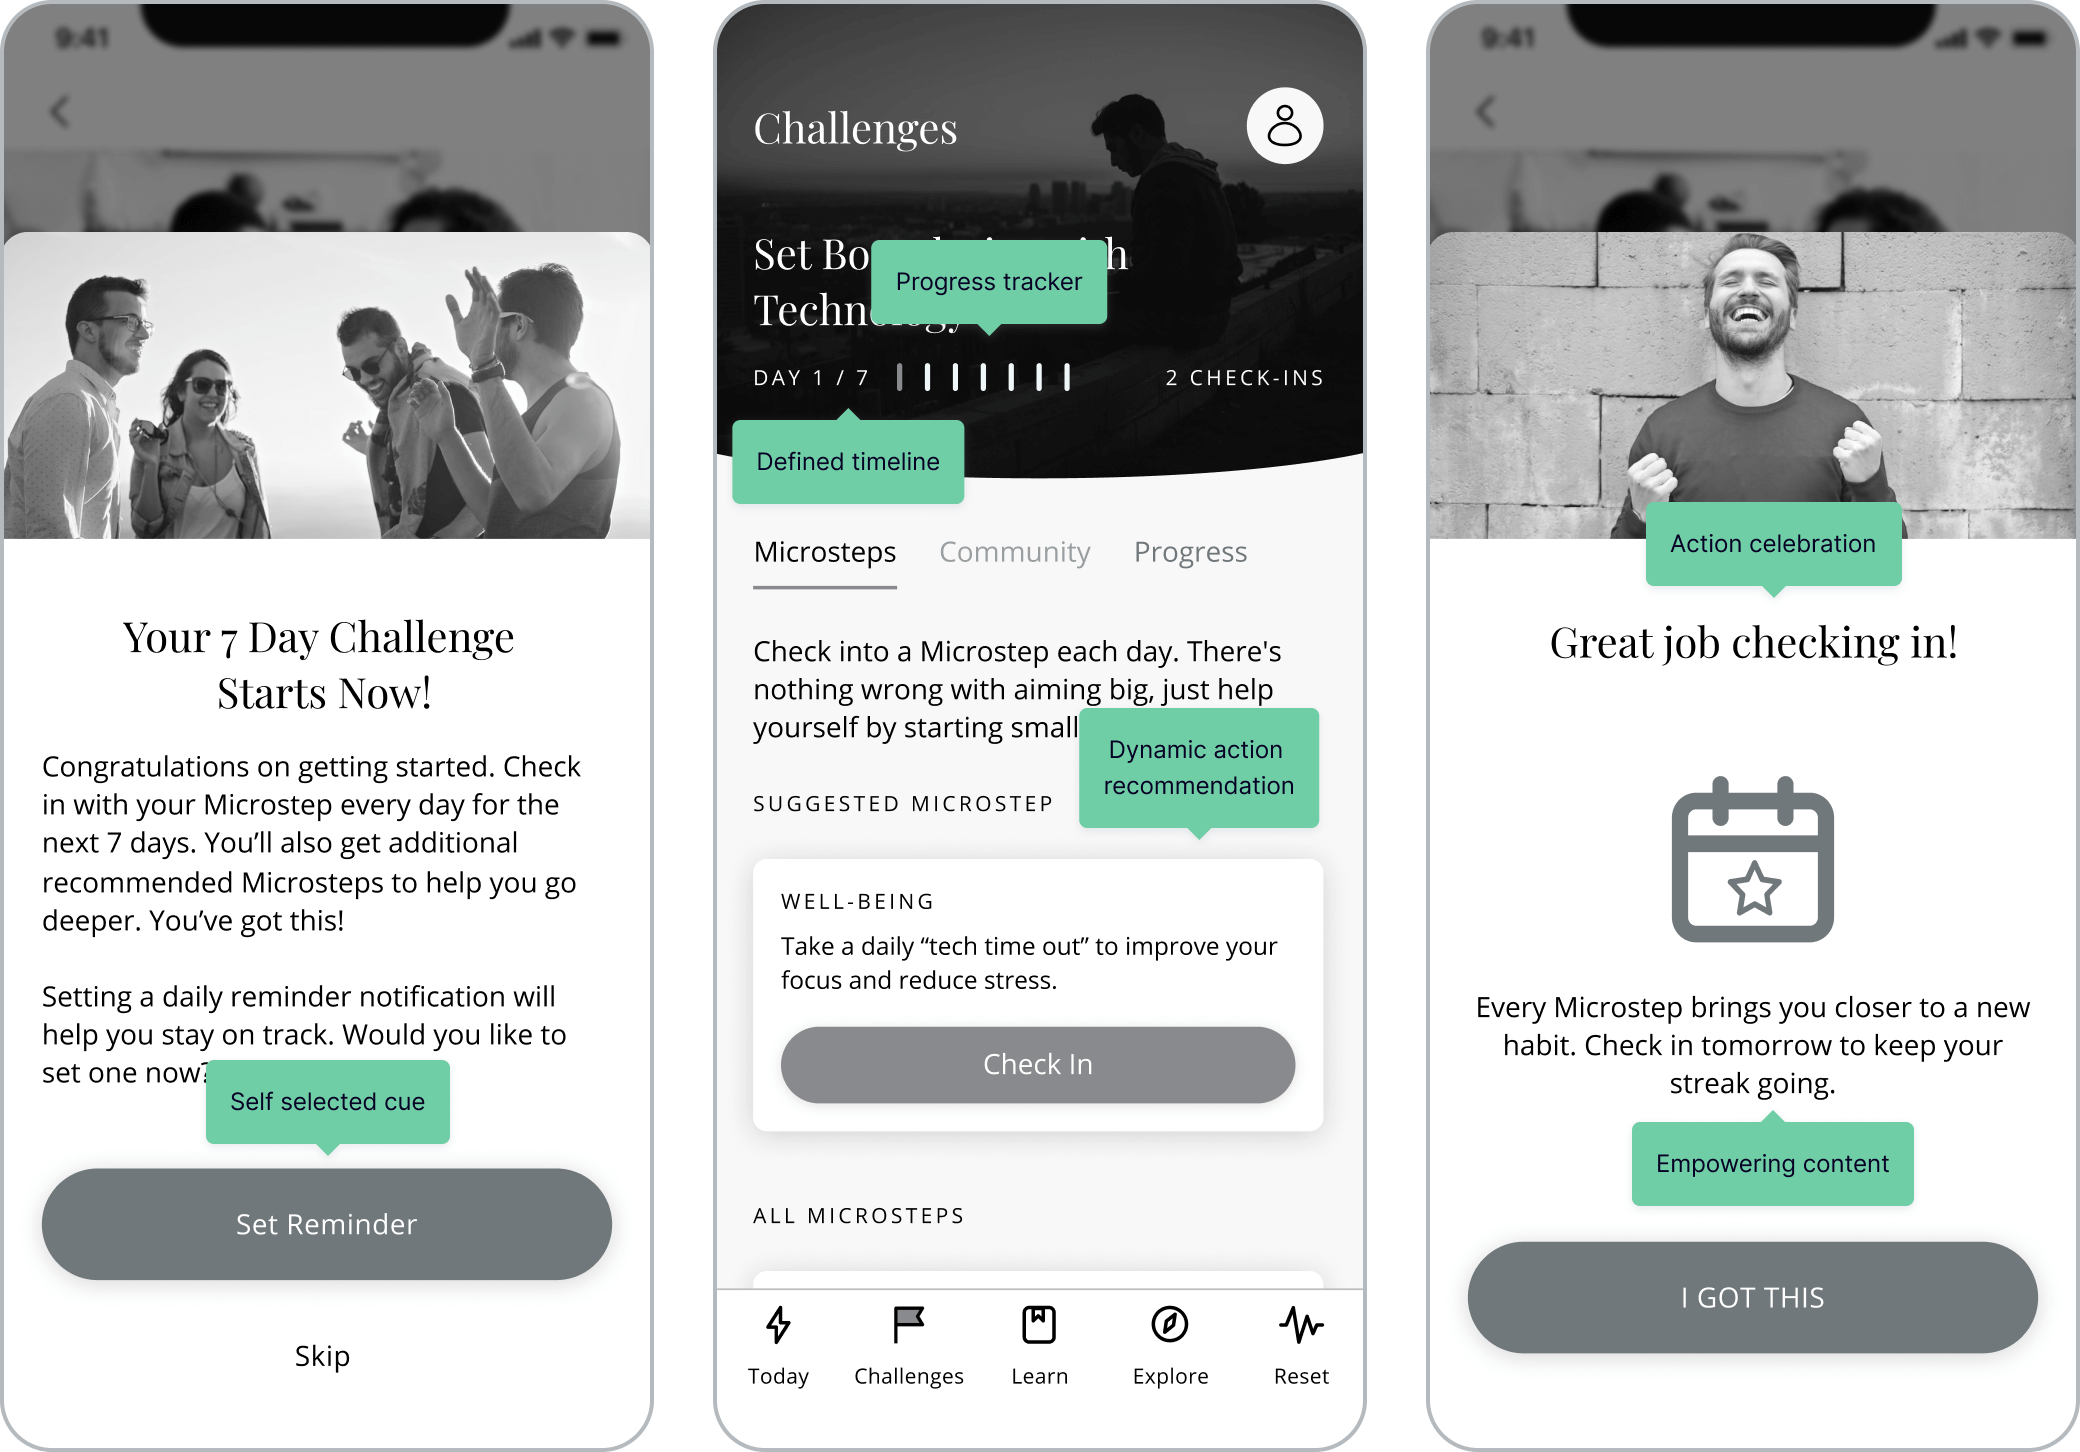 9:41
Your 7 Day Challenge
Starts Now!
Congratulations on getting started. Check
in with your Microstep every day for the
next 7 days. You’ll also get additional
recommended Microsteps to help you go
deeper. You’ve got this!
Setting a daily reminder notification will
help you stay on track. Would you like to
set one now?
Self selected cue
Set Reminder
Skip
Challenges
Set
Progress tracker
DAY 1 / 7
2 CHECK-INS
Defined timeline
Microsteps Community Progress
Check into a Microstep each day. There's
nothing wrong with aiming big, just help
yourself by starting small
Dynamic action
recommendation
SUGGESTED MICROSTEP
WELL-BEING
Take a daily “tech time out” to improve your
focus and reduce stress.
Check In
ALL MICROSTEPS
Today Challenges Learn Explore Reset
9:41
Action celebration
Great job checking in!
Every Microstep brings you closer to a new
habit. Check in tomorrow to keep your
streak going.
Empowering content
I GOT THIS